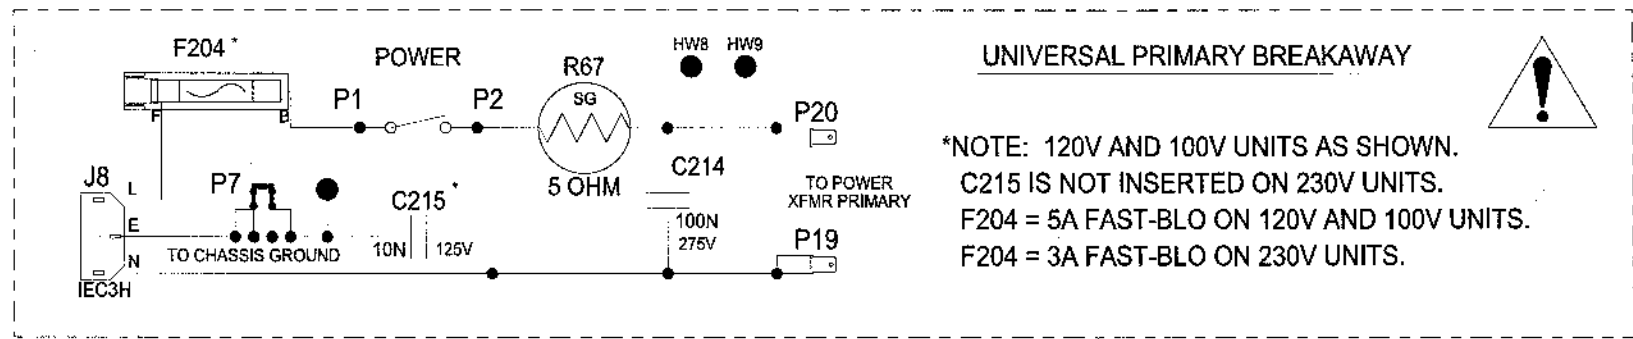 F204 *
POWER
HW8 HW9
UNIVERSAL PRIMARY BREAKAWAY
R67
SG
P1
P2
P20
F B
C214
*NOTE: 120V AND 100V UNITS AS SHOWN.
5 OHM
J8
L
P7
C215 *
TO POWER
XFMR PRIMARY
C215 IS NOT INSERTED ON 230V UNITS.
E
100N
275V
F204 = 5A FAST-BLO ON 120V AND 100V UNITS.
TO CHASSIS GROUND
10N 125V
P19
N
F204 = 3A FAST-BLO ON 230V UNITS.
IEC3H